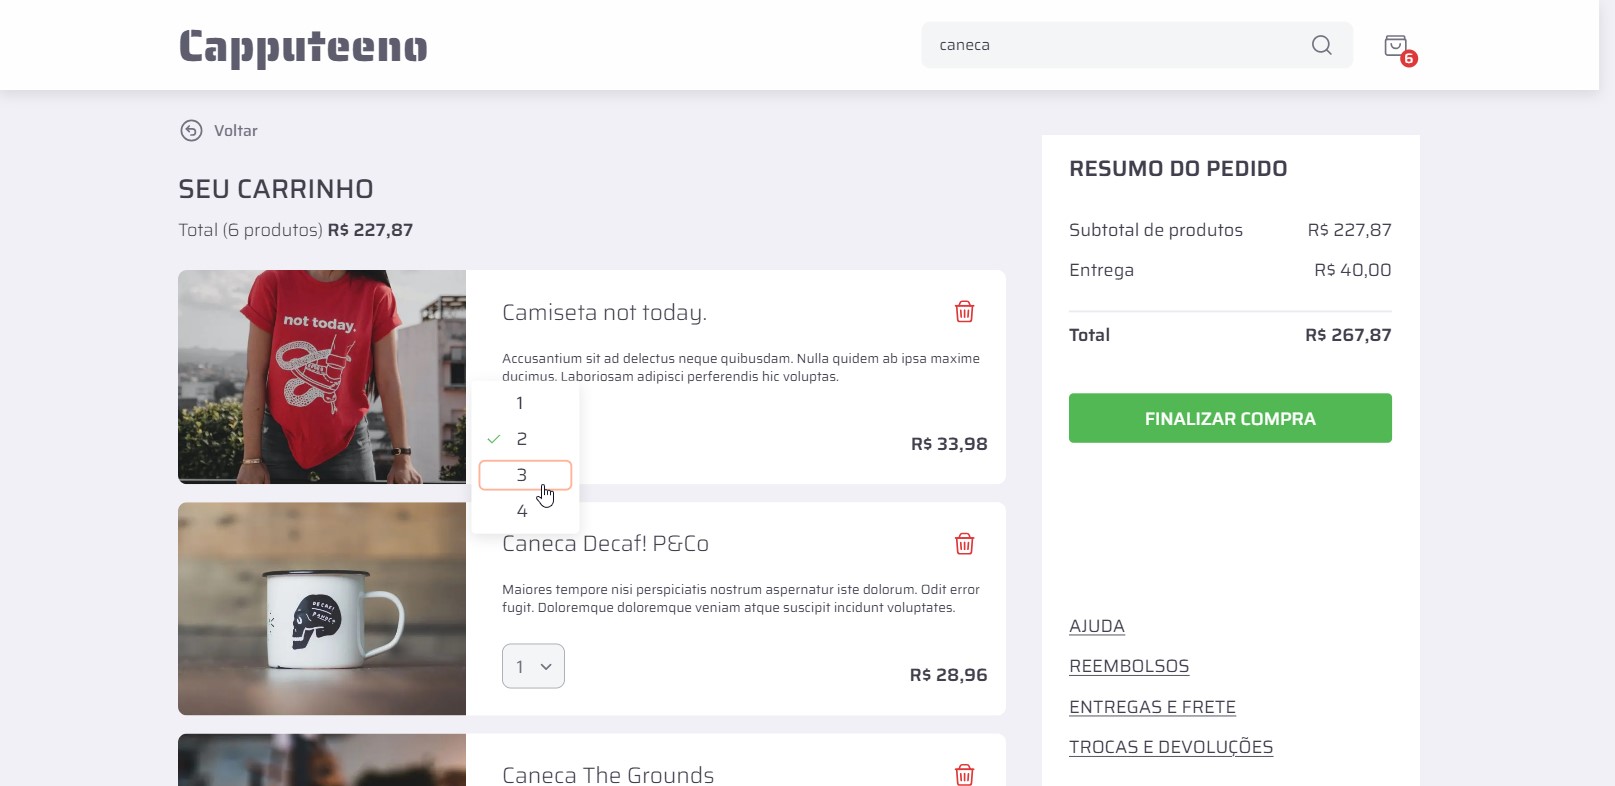 Capputeeno
caneca
6
Voltar
SEU CARRINHO
Total (6 produtos) R$ 227,87
not today.
Camiseta not today.
Accusantium sit ad delectus neque quibusdam. Nulla quidem ab ipsa maxime
ducimus. Laboriosam adipisci perferendis hic voluptas.
1
2
3
4
R$ 33,98
DECAF!
Caneca Decaf! P&Co
Maiores tempore nisi perspiciatis nostrum aspernatur iste dolorum. Odit error
fugit. Doloremque doloremque veniam atque suscipit incidunt voluptates.
1
R$ 28,96
Caneca The Grounds
RESUMO DO PEDIDO
Subtotal de produtos R$ 227,87
Entrega R$ 40,00
Total R$ 267,87
FINALIZAR COMPRA
AJUDA
REEMBOLSOS
ENTREGAS E FRETE
TROCAS E DEVOLUÇÕES